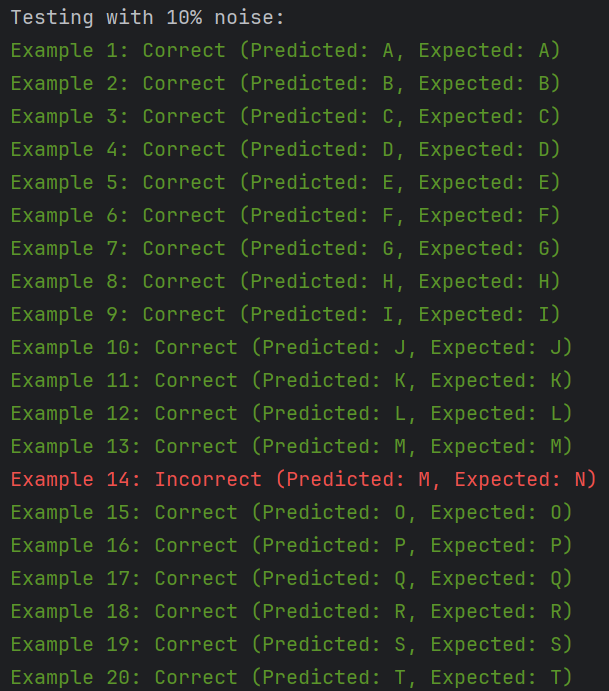 Testing with 10% noise:
Example 1: Correct (Predicted: A, Expected: A)
Example 2: Correct (Predicted: B, Expected: B)
Example 3: Correct (Predicted: C, Expected: C)
Example 4: Correct (Predicted: D, Expected: D)
Example 5: Correct (Predicted: E, Expected: E)
Example 6: Correct (Predicted: F, Expected: F)
Example 7: Correct (Predicted: G, Expected: G)
Example 8: Correct (Predicted: H, Expected: H)
Example 9: Correct (Predicted: I, Expected: I)
Example 10: Correct (Predicted: J, Expected: J)
Example 11: Correct (Predicted: K, Expected: K)
Example 12: Correct (Predicted: L, Expected: L)
Example 13: Correct (Predicted: M, Expected: M)
Example 14: Incorrect (Predicted: M, Expected: N)
Example 15: Correct (Predicted: O, Expected: O)
Example 16: Correct (Predicted: P, Expected: P)
Example 17: Correct (Predicted: Q, Expected: Q)
Example 18: Correct (Predicted: R, Expected: R)
Example 19: Correct (Predicted: S, Expected: S)
Example 20: Correct (Predicted: T, Expected: T)